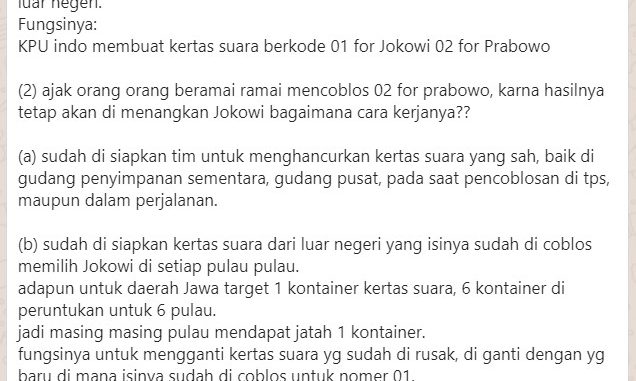 luar negeri.
Fungsinya:
KPU indo membuat kertas suara berkode 01 for Jokowi 02 for Prabowo
(2) ajak orang orang beramai ramai mencoblos 02 for prabowo, karna hasilnya
tetap akan di menangkan Jokowi bagaimana cara kerjanya??
(a) sudah di siapkan tim untuk menghancurkan kertas suara yang sah, baik di
gudang penyimpanan sementara, gudang pusat, pada saat pencoblosan di tps,
maupun dalam perjalanan.
(b) sudah di siapkan kertas suara dari luar negeri yang isinya sudah di coblos
memilih Jokowi di setiap pulau pulau.
adapun untuk daerah Jawa target 1 kontainer kertas suara, 6 kontainer di
peruntukan untuk 6 pulau.
jadi masing masing pulau mendapat jatah 1 kontainer.
fungsinya untuk mengganti kertas suara yg sudah di rusak, di ganti dengan yg
baru di mana isinya sudah di coblos untuk nomer 01.